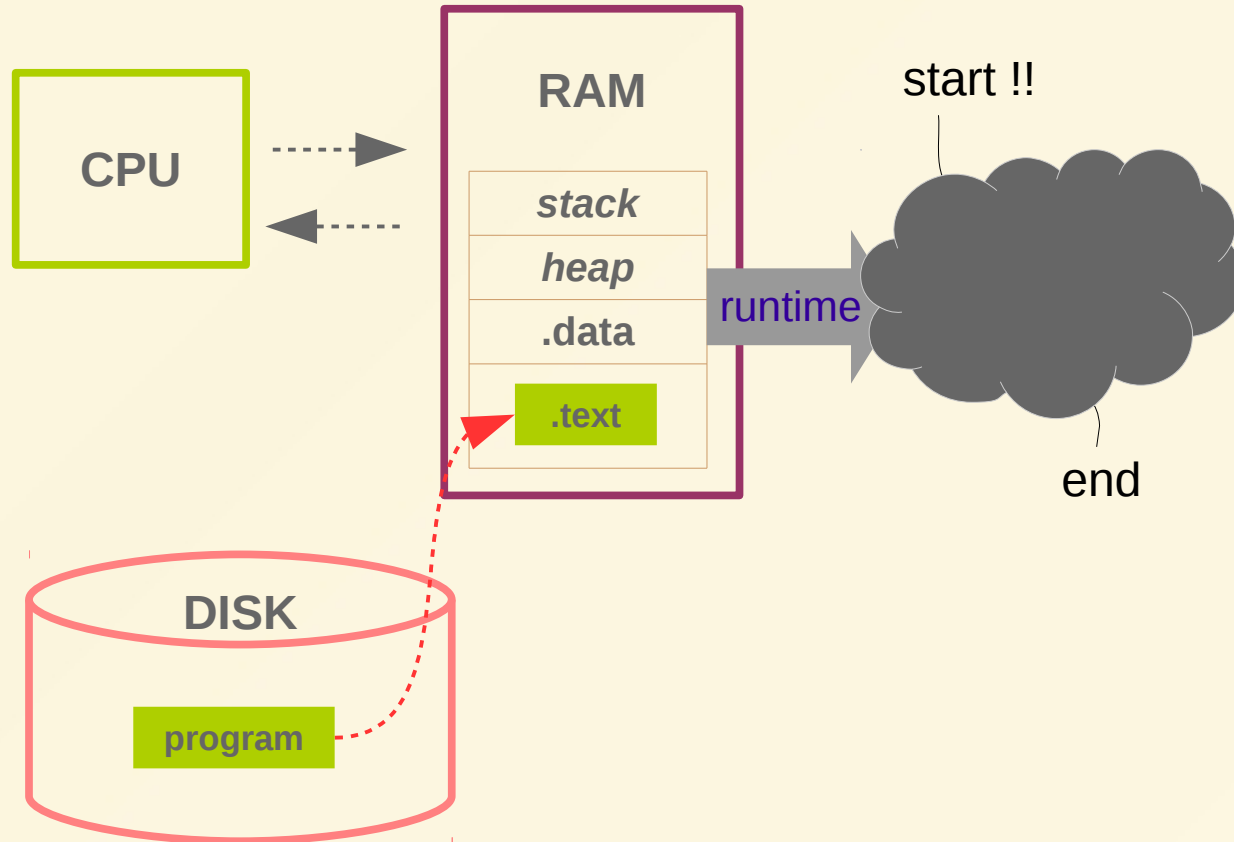 RAM
start !!
CPU
stack
heap
.data
runtime
.text
end
DISK
program